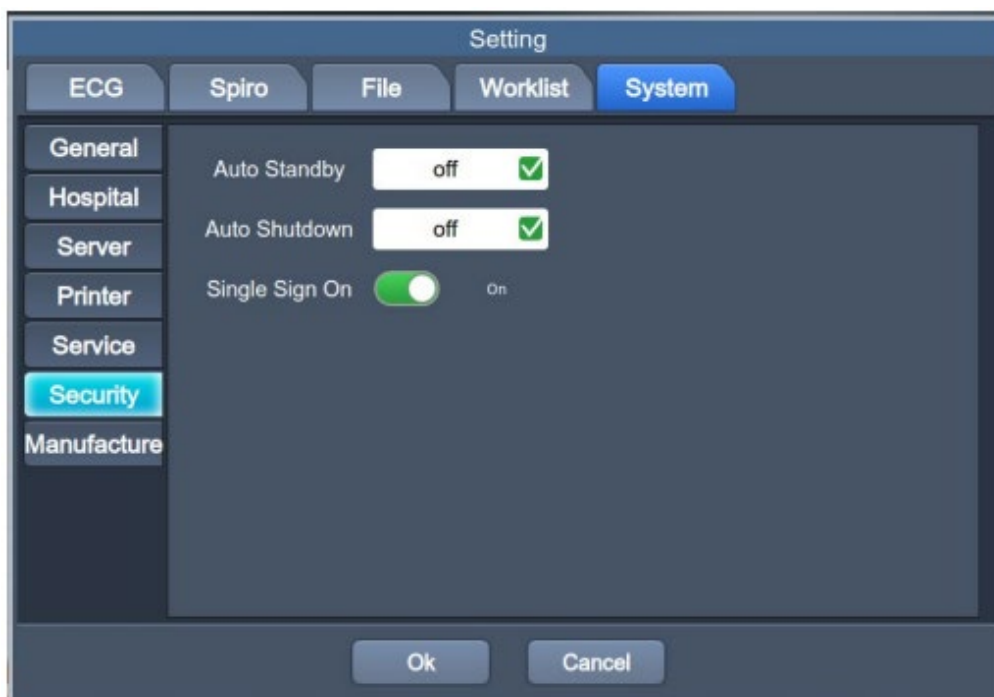 Setting
ECG Spiro File Worklist System
General
Hospital
Server
Printer
Service
Security
Manufacture
Auto Standby off
Auto Shutdown off
Single Sign On On
Ok Cancel